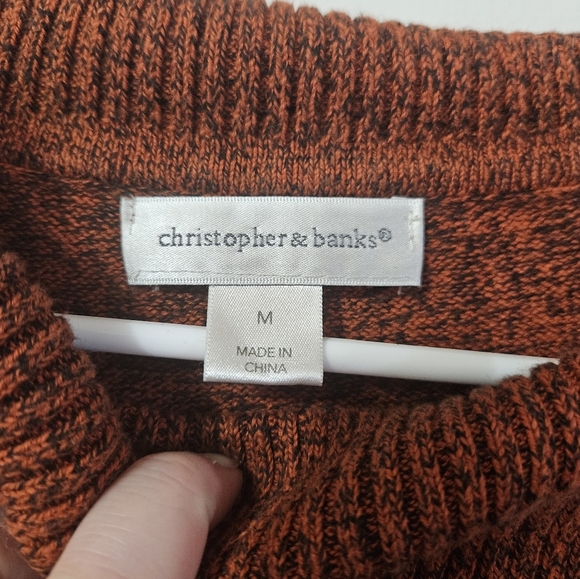 christopher & banks®
M
MADE IN
CHINA